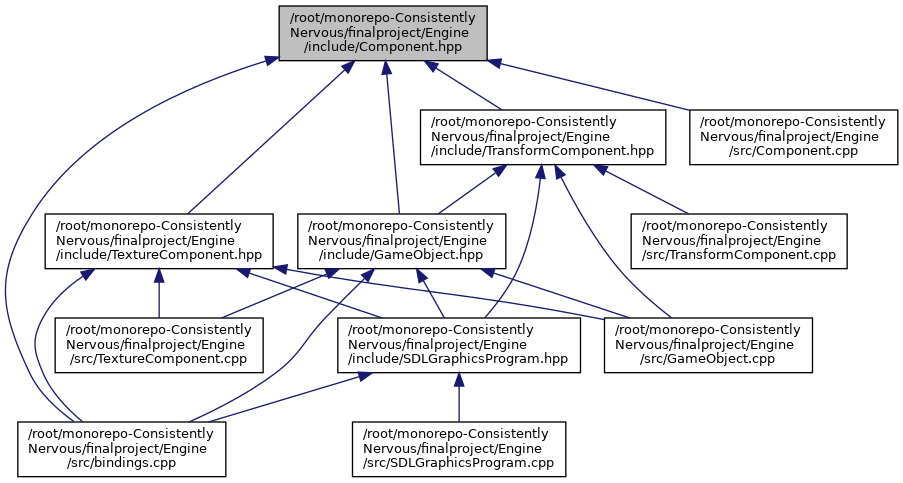 /root/monorepo-Consistently
Nervous/finalproject/Engine
/include/Component.hpp
/root/monorepo-Consistently
Nervous/finalproject/Engine
/include/TransformComponent.hpp
/root/monorepo-Consistently
Nervous/finalproject/Engine
/src/Component.cpp
/root/monorepo-Consistently
Nervous/finalproject/Engine
/include/TextureComponent.hpp
/root/monorepo-Consistently
Nervous/finalproject/Engine
/include/GameObject.hpp
/root/monorepo-Consistently
Nervous/finalproject/Engine
/src/TransformComponent.cpp
/root/monorepo-Consistently
Nervous/finalproject/Engine
/src/TextureComponent.cpp
/root/monorepo-Consistently
Nervous/finalproject/Engine
/include/SDLGraphicsProgram.hpp
/root/monorepo-Consistently
Nervous/finalproject/Engine
/src/GameObject.cpp
/root/monorepo-Consistently
Nervous/finalproject/Engine
/src/bindings.cpp
/root/monorepo-Consistently
Nervous/finalproject/Engine
/src/SDLGraphicsProgram.cpp